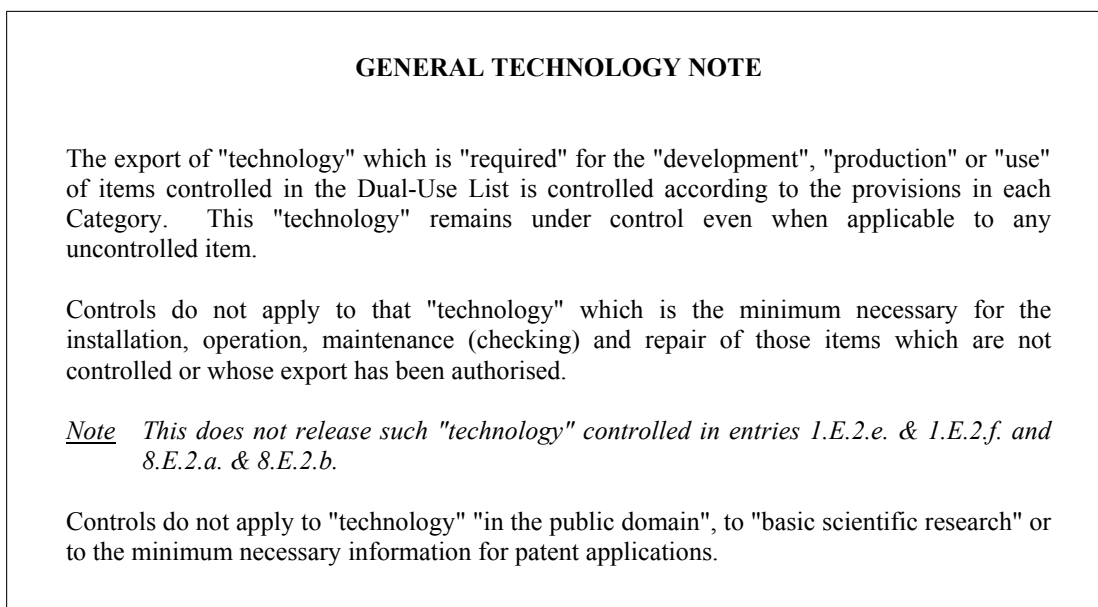 GENERAL TECHNOLOGY NOTE
The export of "technology" which is "required" for the "development", "production" or "use"
of items controlled in the Dual-Use List is controlled according to the provisions in each
Category. This "technology" remains under control even when applicable to any
uncontrolled item.
Controls do not apply to that "technology" which is the minimum necessary for the
installation, operation, maintenance (checking) and repair of those items which are not
controlled or whose export has been authorised.
Note This does not release such "technology" controlled in entries 1.E.2.e. & 1.E.2.f. and
8.E.2.a. & 8.E.2.b.
Controls do not apply to "technology" "in the public domain", to "basic scientific research" or
to the minimum necessary information for patent applications.